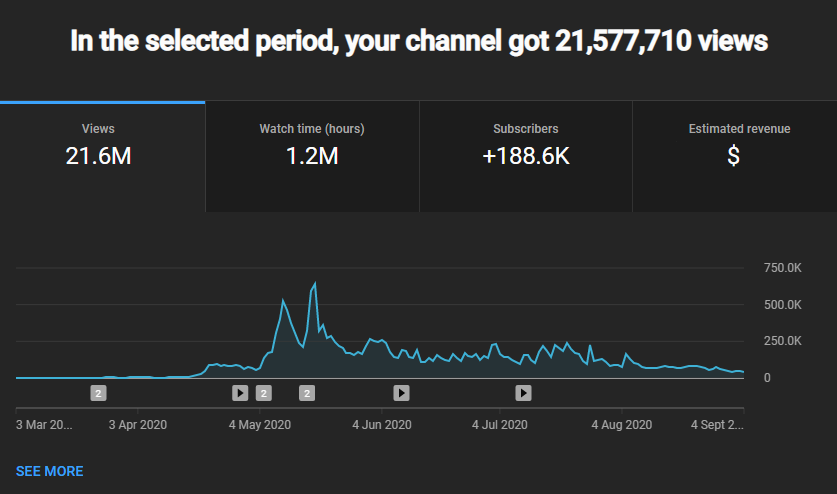 In the selected period, your channel got 21,577,710 views
Views
21.6M
Watch time (hours)
1.2M
Subscribers
+188.6K
Estimated revenue
$
750.0K
500.0K
250.0K
0
2
2
2
3 Mar 20... 3 Apr 2020 4 May 2020 4 Jun 2020 4 Jul 2020 4 Aug 2020 4 Sept 2...
SEE MORE